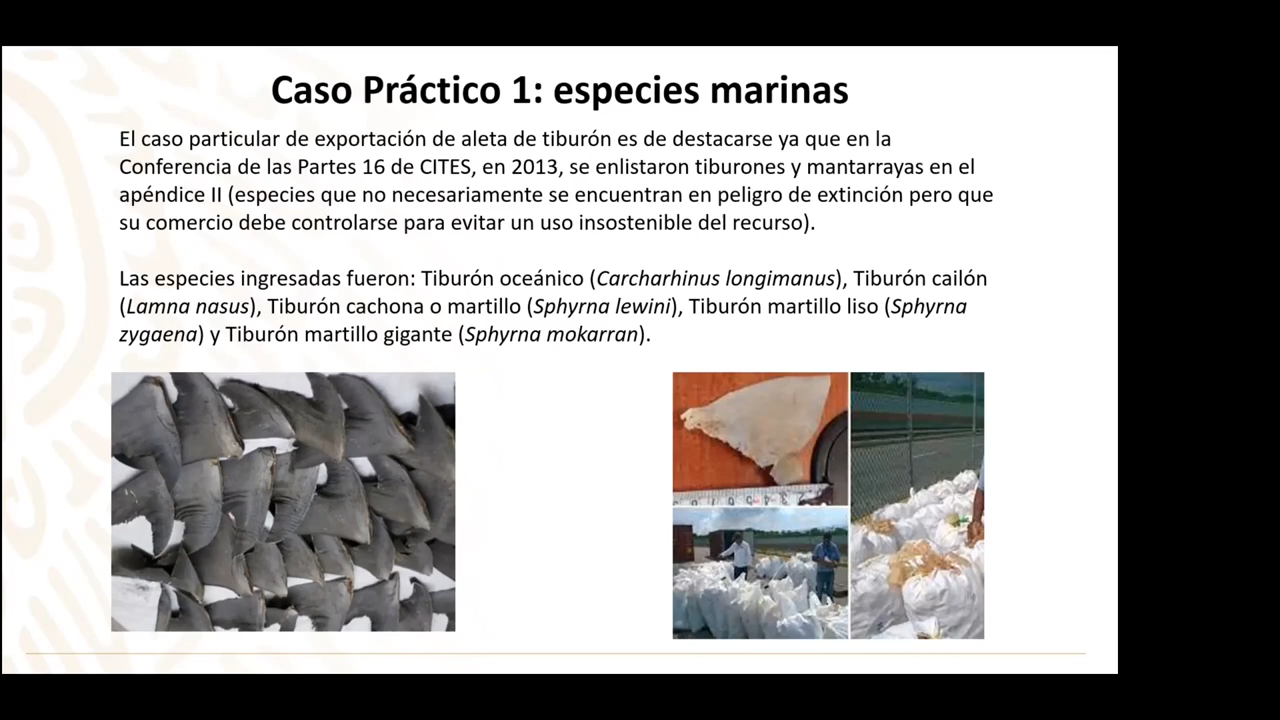 Caso Práctico 1: especies marinas
El caso particular de exportación de aleta de tiburón es de destacarse ya que en la
Conferencia de las Partes 16 de CITES, en 2013, se enlistaron tiburones y mantarrayas en el
apéndice II (especies que no necesariamente se encuentran en peligro de extinción pero que
su comercio debe controlarse para evitar un uso insostenible del recurso).
Las especies ingresadas fueron: Tiburón oceánico (Carcharhinus longimanus), Tiburón cailón
(Lamna nasus), Tiburón cachona o martillo (Sphyrna lewini), Tiburón martillo liso (Sphyrna
zygaena) y Tiburón martillo gigante (Sphyrna mokarran).